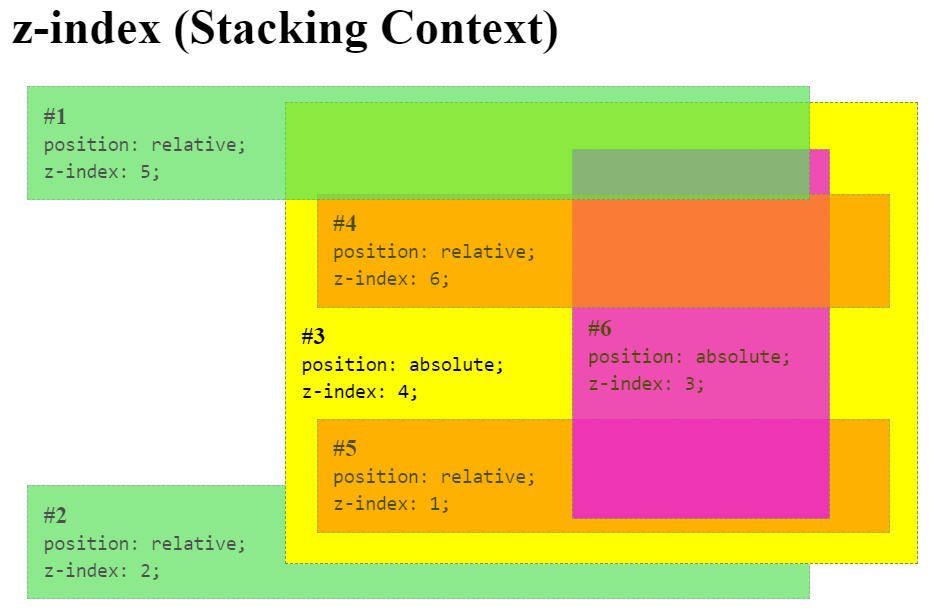 z-index (Stacking Context)
#1
position: relative;
z-index: 5;
#4
position: relative;
z-index: 6;
#3
position: absolute;
z-index: 4;
#6
position: absolute;
z-index: 3;
#5
position: relative;
z-index: 1;
#2
position: relative;
z-index: 2;